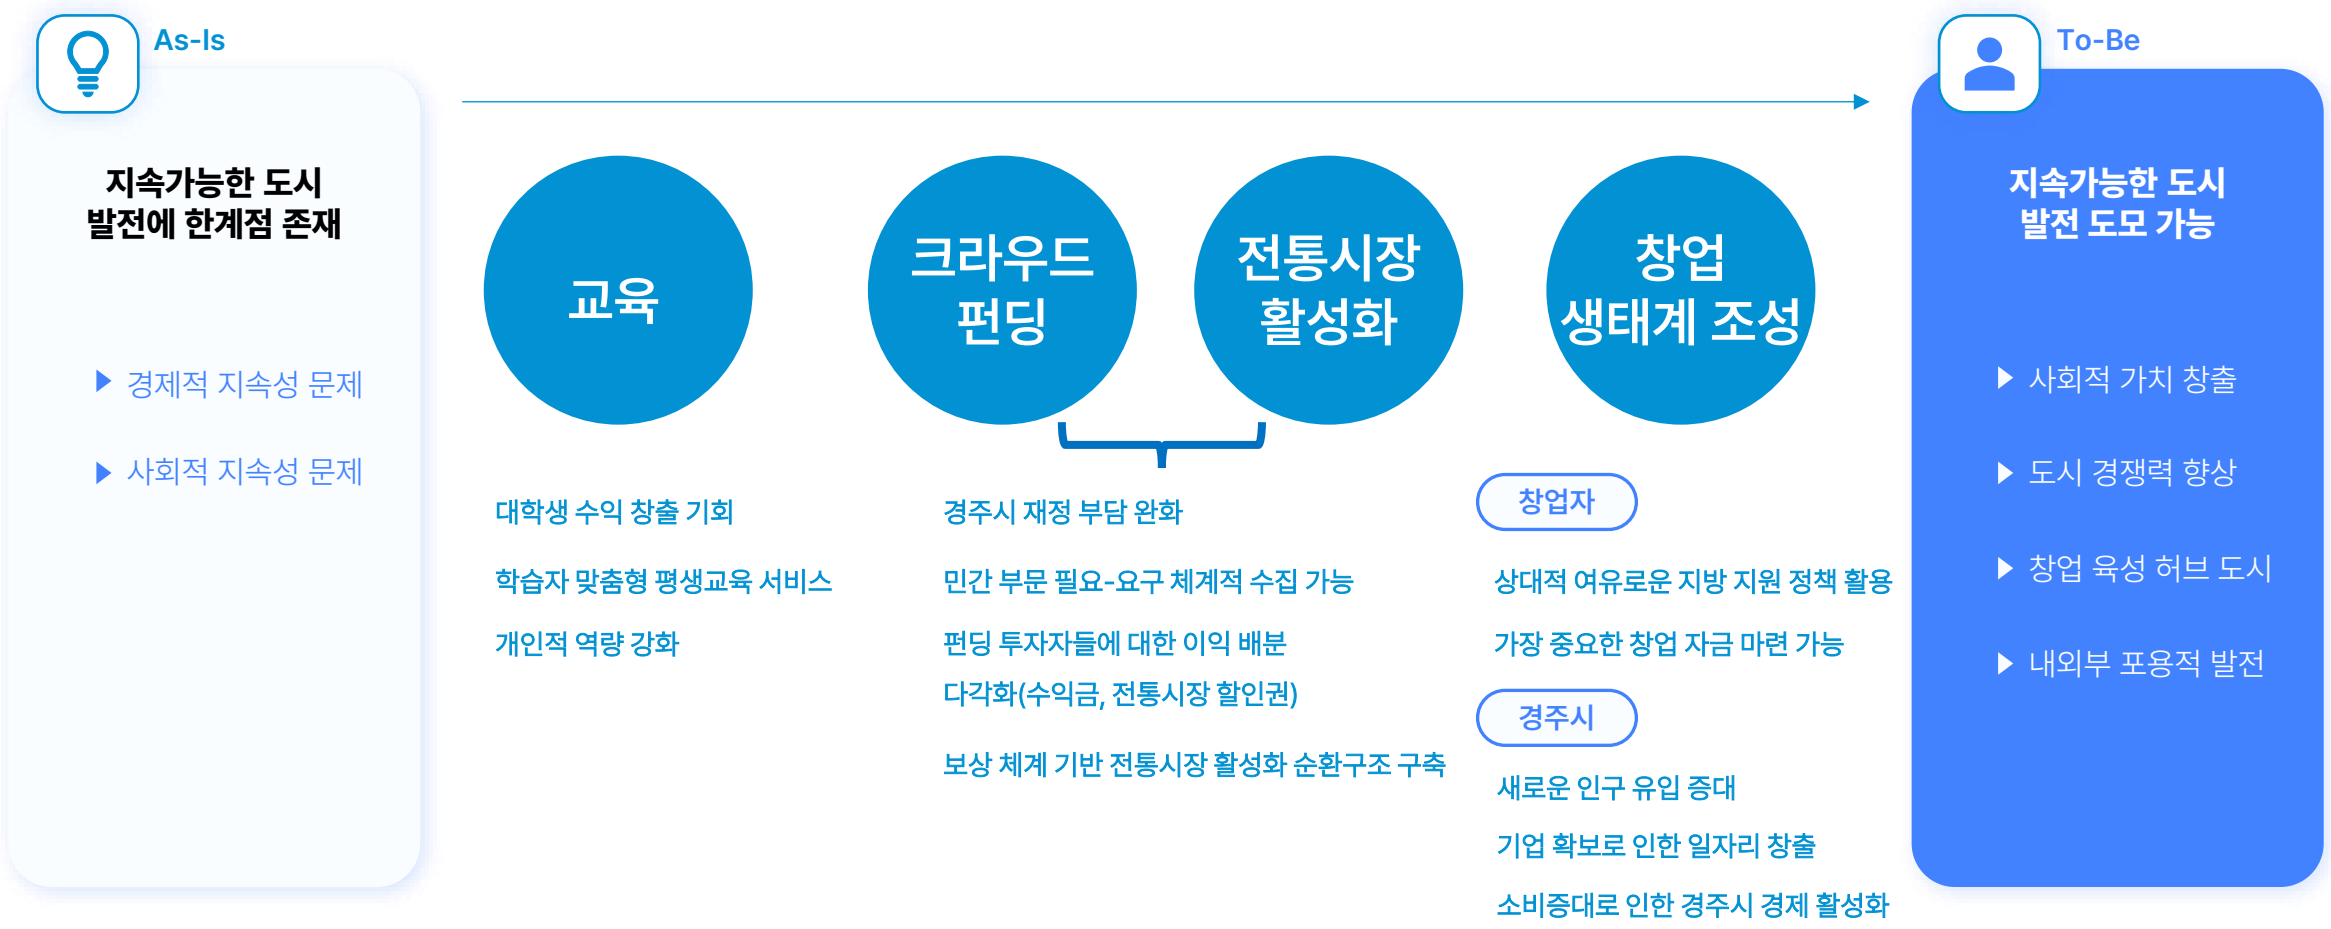 As-Is
지속가능한 도시
발전에 한계점 존재
경제적 지속성 문제
사회적 지속성 문제
교육
대학생 수익 창출 기회
학습자 맞춤형 평생교육 서비스
개인적 역량 강화
크라우드
펀딩
전통시장
활성화
경주시 재정 부담 완화
민간 부문 필요-요구 체계적 수집 가능
펀딩 투자자들에 대한 이익 배분
다각화(수익금, 전통시장 할인권)
보상 체계 기반 전통시장 활성화 순환구조 구축
창업
생태계 조성
창업자
상대적 여유로운 지방 지원 정책 활용
가장 중요한 창업 자금 마련 가능
경주시
새로운 인구 유입 증대
기업 확보로 인한 일자리 창출
소비증대로 인한 경주시 경제 활성화
To-Be
지속가능한 도시
발전 도모 가능
사회적 가치 창출
도시 경쟁력 향상
창업 육성 허브 도시
내외부 포용적 발전